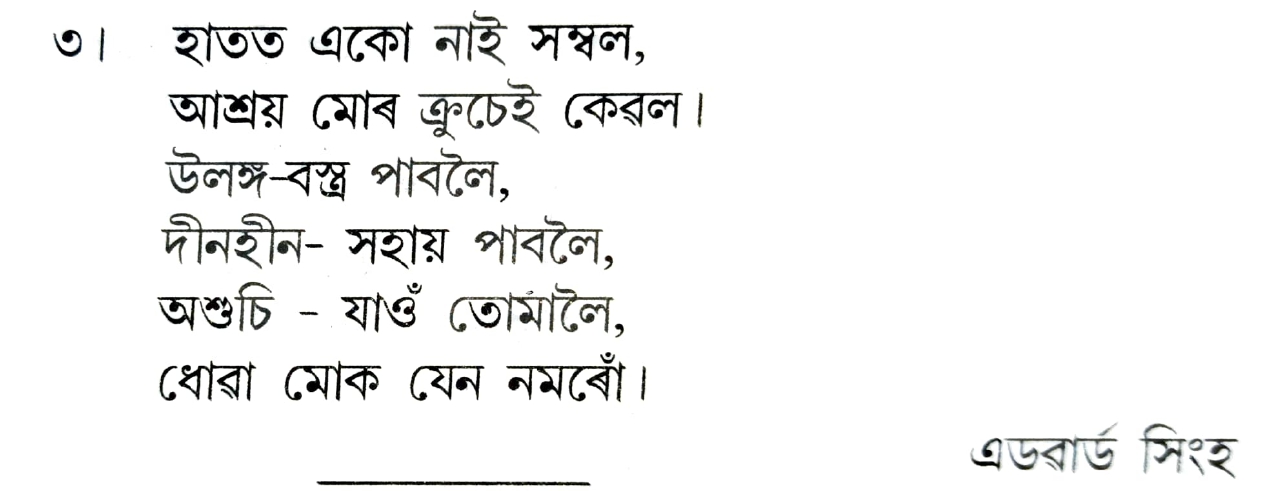 ৩। হাতত একো নাই সম্বল,
আশ্ৰয় মোৰ ক্ৰুচেই কেৱল।
উলঙ্গ-বস্ত্ৰ পাবলৈ,
দীনহীন- সহায় পাবলৈ,
অশুচি - যাওঁ তোমালৈ,
ধোৱা মোক যেন নমৰোঁ।
এডৱাৰ্ড সিংহ